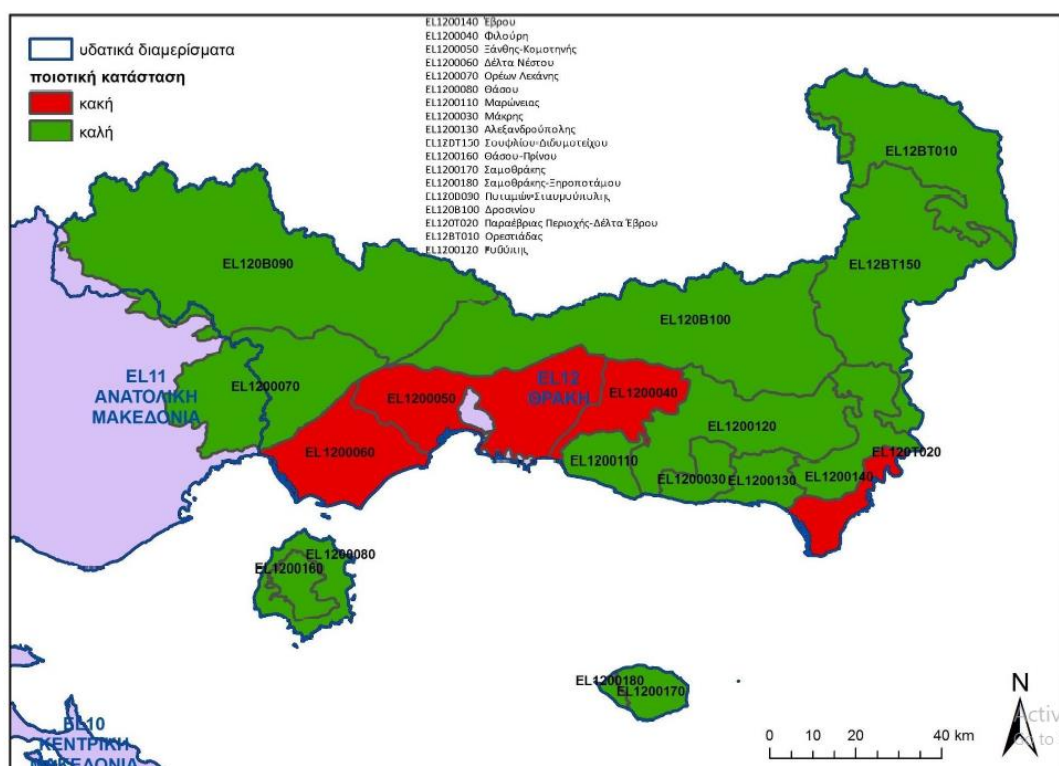 υδατικά διαμερίσματα
ποιοτική κατάσταση
κακή
καλή
EL1200140 Έβρου
EL1200040 Φιλούρη
EL1200050 Ξάνθης-Κομοτηνής
EL1200060 Δέλτα Νέστου
EL1200070 Ορέων Λεκάνης
EL1200080 Θάσου
EL1200110 Μαρώνειας
EL1200030 Μάκρης
EL1200130 Αλεξανδρούπολης
EL12BT150 Σουφλίου-Διδυμοτείχου
EL1200160 Θάσου-Πρίνου
EL1200170 Σαμοθράκης
EL1200180 Σαμοθράκης-Ξηροποτάμου
EL120B090 Ποταμιών-Σταυρούπολης
EL120B100 Δροσινίου
EL120T020 Παραέβριας Περιοχής-Δέλτα Έβρου
EL12BT010 Ορεστιάδας
EL1200120
EL12BT010
EL120B090
EL12BT150
EL120B100
EL11
ΑΝΑΤΟΛΙΚΗ
ΜΑΚΕΔΟΝΙΑ
EL1200070
EL1200050
EL12
ΘΡΑΚΗ
EL1200040
EL1200120
EL1200060
EL1200110
EL1200030
EL1200130
EL1200140
EL120T020
EL1200080
EL1200160
EL1200180
EL1200170
EL10
ΚΕΝΤΡΙΚΗ
ΜΑΚΕΔΟΝΙΑ
N
0 10 20 40 km